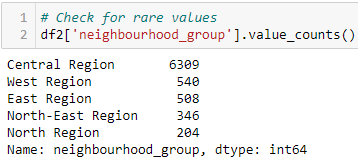 1 # Check for rare values
2 df2['neighbourhood_group'].value_counts()
Central Region 6309
West Region 540
East Region 508
North-East Region 346
North Region 204
Name: neighbourhood_group, dtype: int64